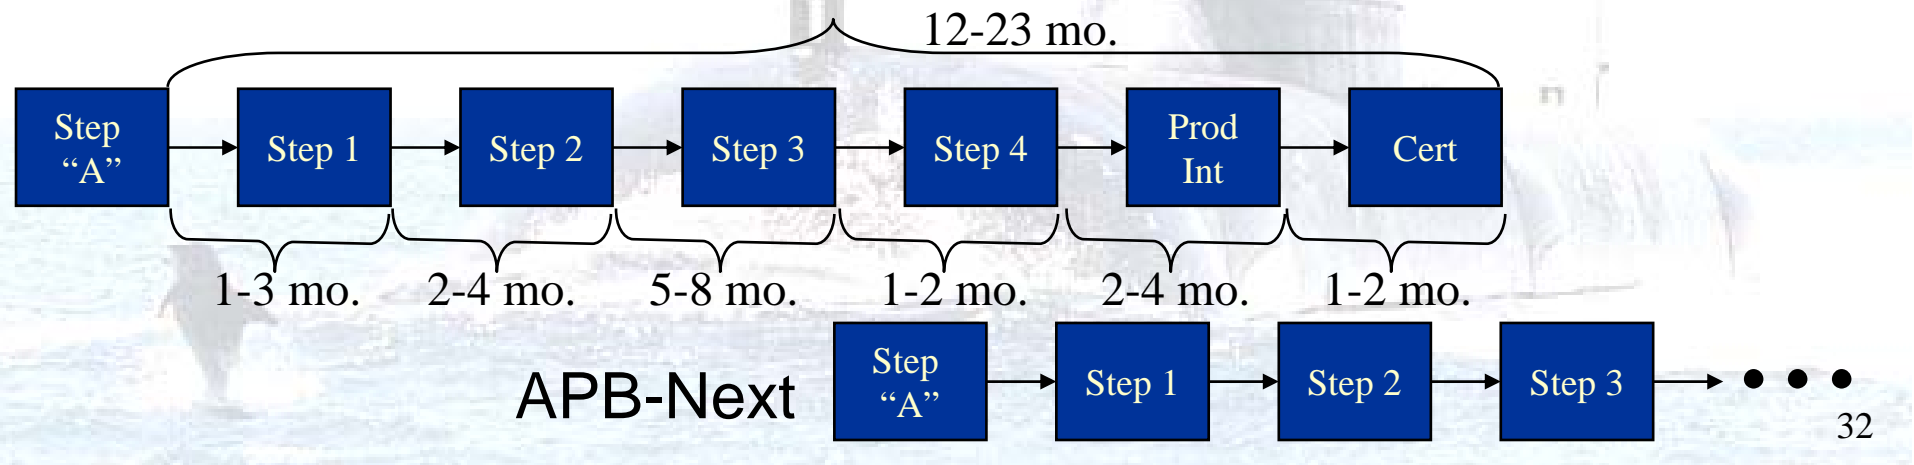 12-23 mo.
Step
“A”
Step 1
Step 2
Step 3
Step 4
Prod
Int
Cert
1-3 mo.
2-4 mo.
5-8 mo.
1-2 mo.
2-4 mo.
1-2 mo.
APB-Next
Step
“A”
Step 1
Step 2
Step 3
• • •
32